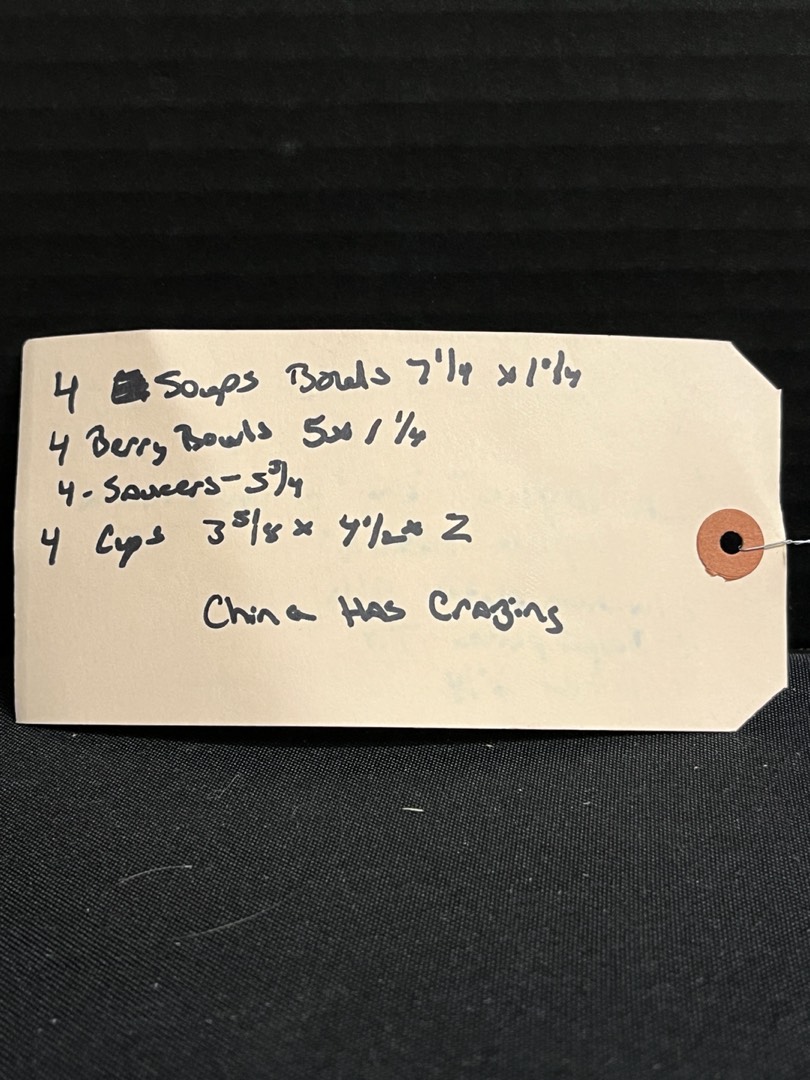 4 Soups Bowls 7 1/4 x 1 1/4
4 Berry Bowls 5 x 1 1/4
4 - Saucers - 5 3/4
4 Cups 3 5/8 x 4 1/2 x 2
China HAS Crazing